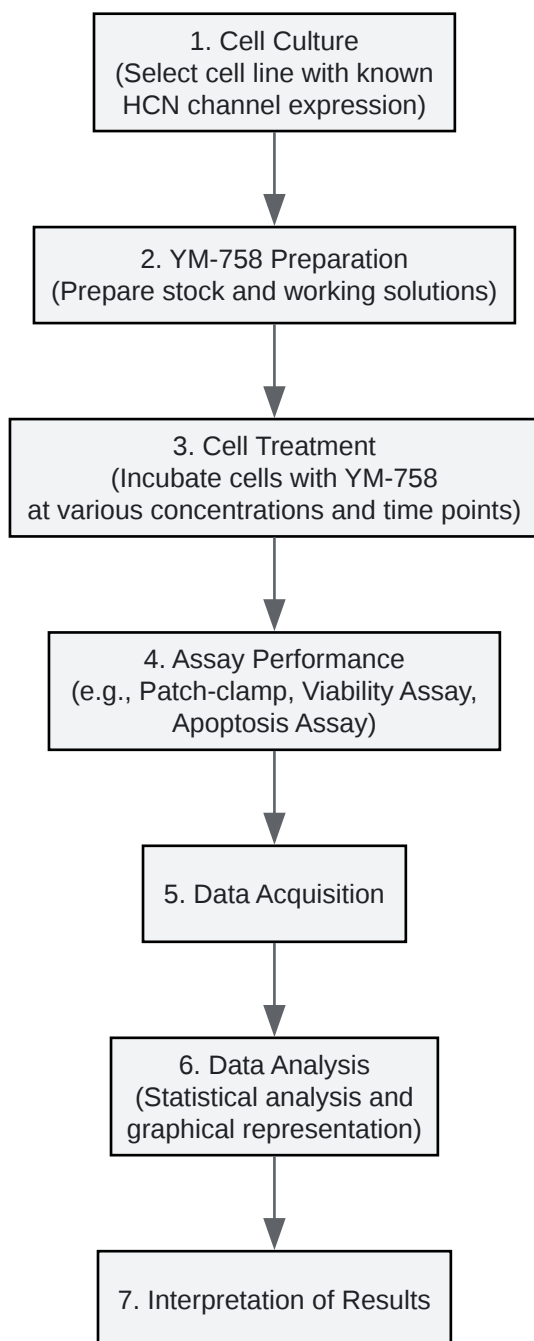 1. Cell Culture
(Select cell line with known
HCN channel expression)
2. YM-758 Preparation
(Prepare stock and working solutions)
3. Cell Treatment
(Incubate cells with YM-758
at various concentrations and time points)
4. Assay Performance
(e.g., Patch-clamp, Viability Assay,
Apoptosis Assay)
5. Data Acquisition
6. Data Analysis
(Statistical analysis and
graphical representation)
7. Interpretation of Results